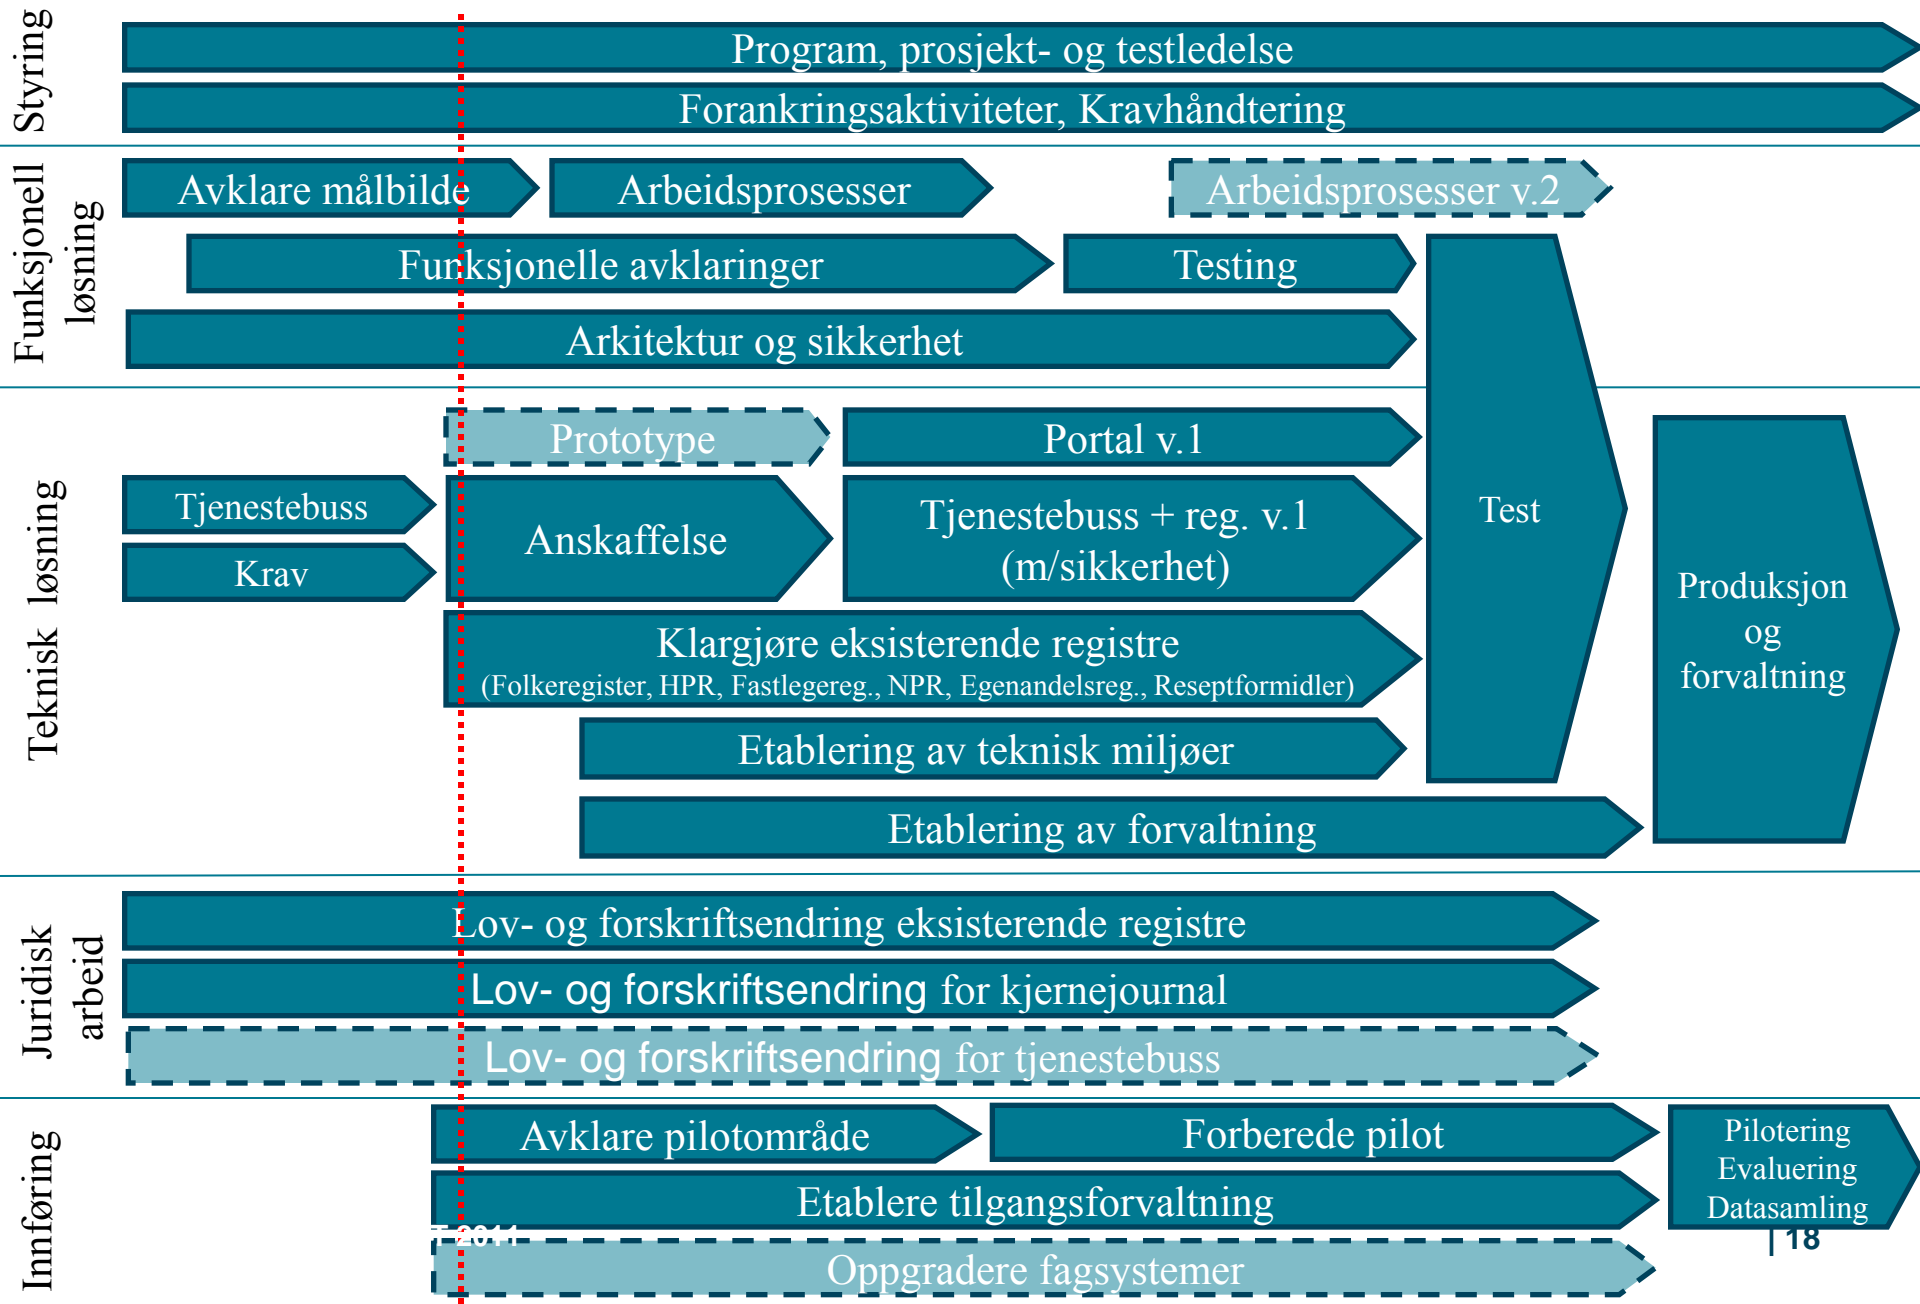 Styring
Program, prosjekt- og testledelse
Forankringsaktiviteter, Kravhåndtering
Funksjonell
løsning
Avklare målbilde
Arbeidsprosesser
Arbeidsprosesser v.2
Funksjonelle avklaringer
Testing
Arkitektur og sikkerhet
Teknisk løsning
Prototype
Portal v.1
Tjenestebuss
Krav
Anskaffelse
Tjenestebuss + reg. v.1
(m/sikkerhet)
Test
Klargjøre eksisterende registre
(Folkeregister, HPR, Fastlegereg., NPR, Egenandelsreg., Reseptformidler)
Etablering av teknisk miljøer
Etablering av forvaltning
Produksjon
og
forvaltning
Juridisk
arbeid
Lov- og forskriftsendring eksisterende registre
Lov- og forskriftsendring for kjernejournal
Lov- og forskriftsendring for tjenestebuss
Innføring
Avklare pilotområde
Forberede pilot
Etablere tilgangsforvaltning
Pilotering
Evaluering
Datasamling
2011
| 18
Oppgradere fagsystemer